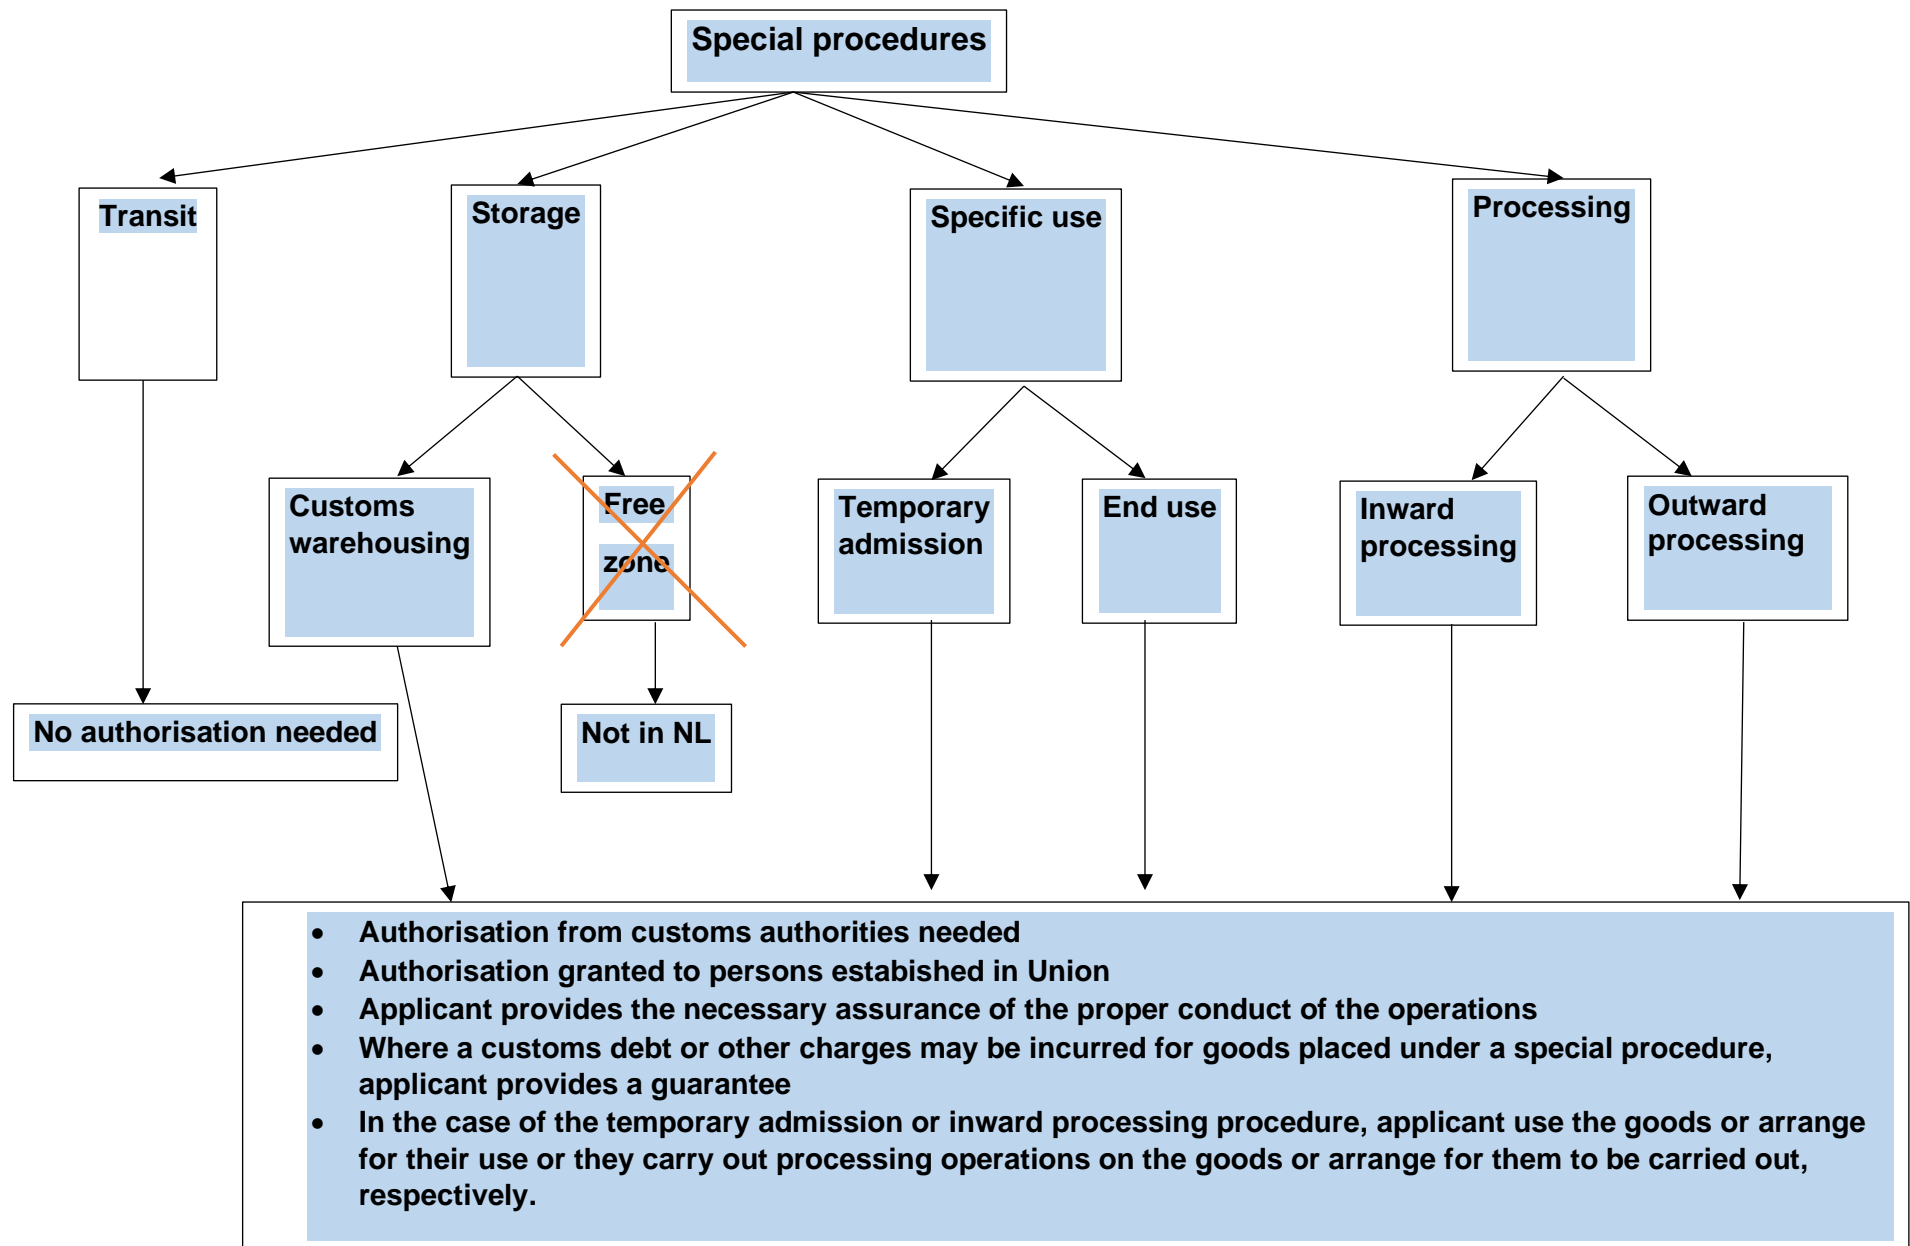 Special procedures
Transit
Storage
Specific use
Processing
Customs
warehousing
Free
zone
Temporary
admission
End use
Inward
processing
Outward
processing
No authorisation needed
Not in NL
• Authorisation from customs authorities needed
• Authorisation granted to persons estabished in Union
• Applicant provides the necessary assurance of the proper conduct of the operations
• Where a customs debt or other charges may be incurred for goods placed under a special procedure,
applicant provides a guarantee
• In the case of the temporary admission or inward processing procedure, applicant use the goods or arrange
for their use or they carry out processing operations on the goods or arrange for them to be carried out,
respectively.